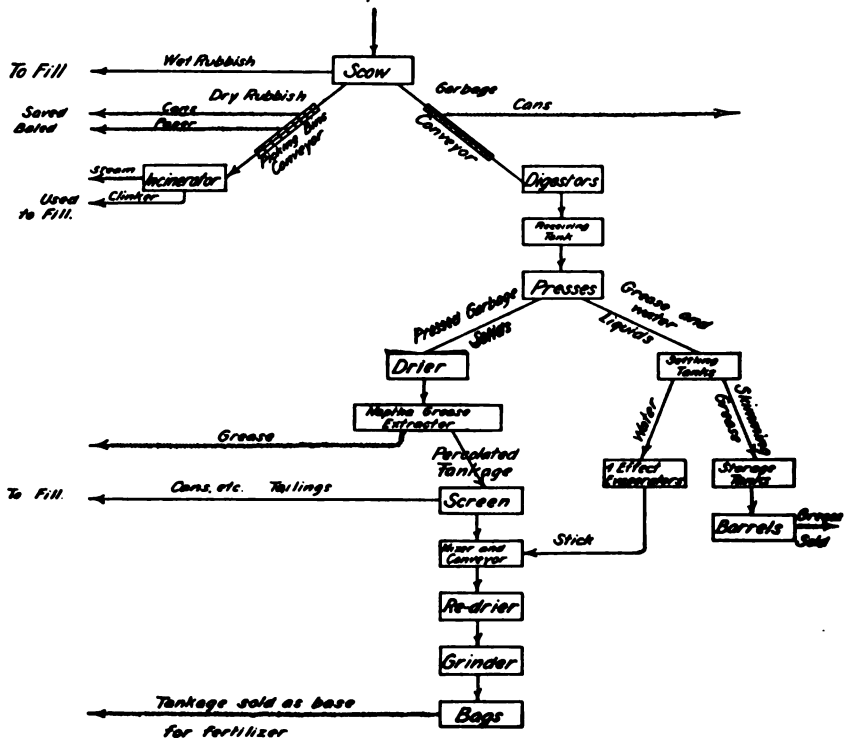 Scow
Wet Rubbish
To Fill
Dry Rubbish
Garbage
Saved
Cans
Baled
Paper
Cans
Picking Bins
Conveyor
Conveyor
Steam
Incinerator
Clinker
Used
to Fill.
Digestors
Receiving
Tank
Presses
Pressed Garbage
Solids
Grease and
water
Liquids
Drier
Settling
Tanks
Naptha Grease
Extractor
Grease
Water
Skimming
Grease
Percolated
Tankage
4 Effect
Evaporators
Storage
Tanks
To Fill.
Cans, etc. Tailings
Screen
Barrels
Grease
Sold
Mixer and
Conveyor
Stick
Re-drier
Grinder
Tankage sold as base
for fertilizer
Bags